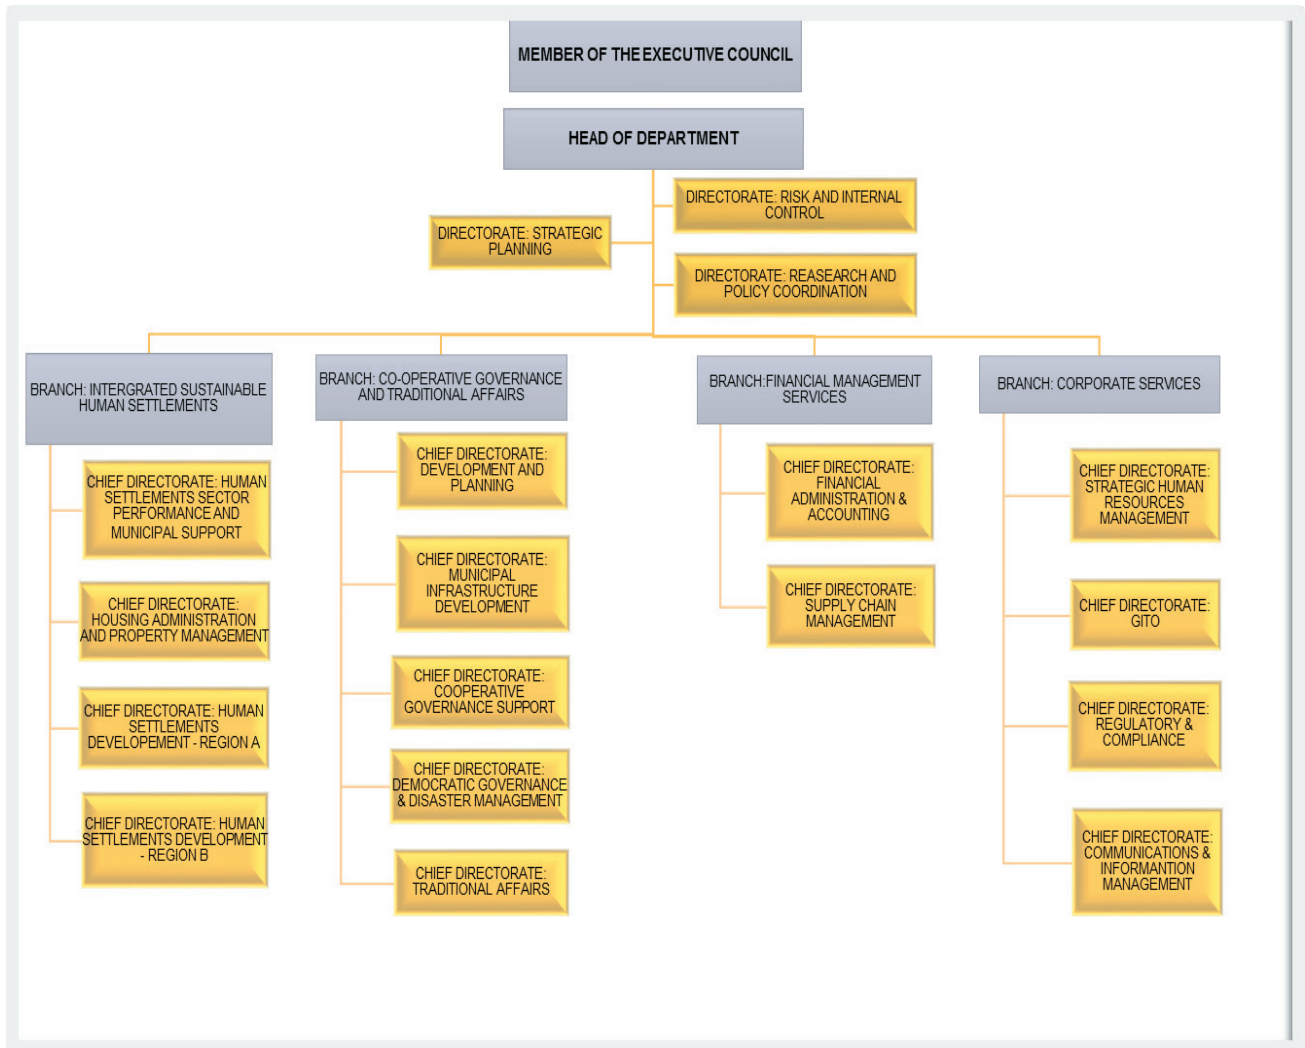 MEMBER OF THE EXECUTIVE COUNCIL
HEAD OF DEPARTMENT
DIRECTORATE: RISK AND INTERNAL
CONTROL
DIRECTORATE: STRATEGIC
PLANNING
DIRECTORATE: REASEARCH AND
POLICY COORDINATION
BRANCH: INTERGRATED SUSTAINABLE
HUMAN SETTLEMENTS
CHIEF DIRECTORATE: HUMAN
SETTLEMENTS SECTOR
PERFORMANCE AND
MUNICIPAL SUPPORT
CHIEF DIRECTORATE:
HOUSING ADMINISTRATION
AND PROPERTY MANAGEMENT
CHIEF DIRECTORATE: HUMAN
SETTLEMENTS
DEVELOPEMENT - REGION A
CHIEF DIRECTORATE: HUMAN
SETTLEMENTS DEVELOPMENT
- REGION B
BRANCH: CO-OPERATIVE GOVERNANCE
AND TRADITIONAL AFFAIRS
CHIEF DIRECTORATE:
DEVELOPMENT AND
PLANNING
CHIEF DIRECTORATE:
MUNICIPAL
INFRASTRUCTURE
DEVELOPMENT
CHIEF DIRECTORATE:
COOPERATIVE
GOVERNANCE SUPPORT
CHIEF DIRECTORATE:
DEMOCRATIC GOVERNANCE
& DISASTER MANAGEMENT
CHIEF DIRECTORATE:
TRADITIONAL AFFAIRS
BRANCH:FINANCIAL MANAGEMENT
SERVICES
CHIEF DIRECTORATE:
FINANCIAL
ADMINISTRATION &
ACCOUNTING
CHIEF DIRECTORATE:
SUPPLY CHAIN
MANAGEMENT
BRANCH: CORPORATE SERVICES
CHIEF DIRECTORATE:
STRATEGIC HUMAN
RESOURCES
MANAGEMENT
CHIEF DIRECTORATE:
GITO
CHIEF DIRECTORATE:
REGULATORY &
COMPLIANCE
CHIEF DIRECTORATE:
COMMUNICATIONS &
INFORMANTION
MANAGEMENT